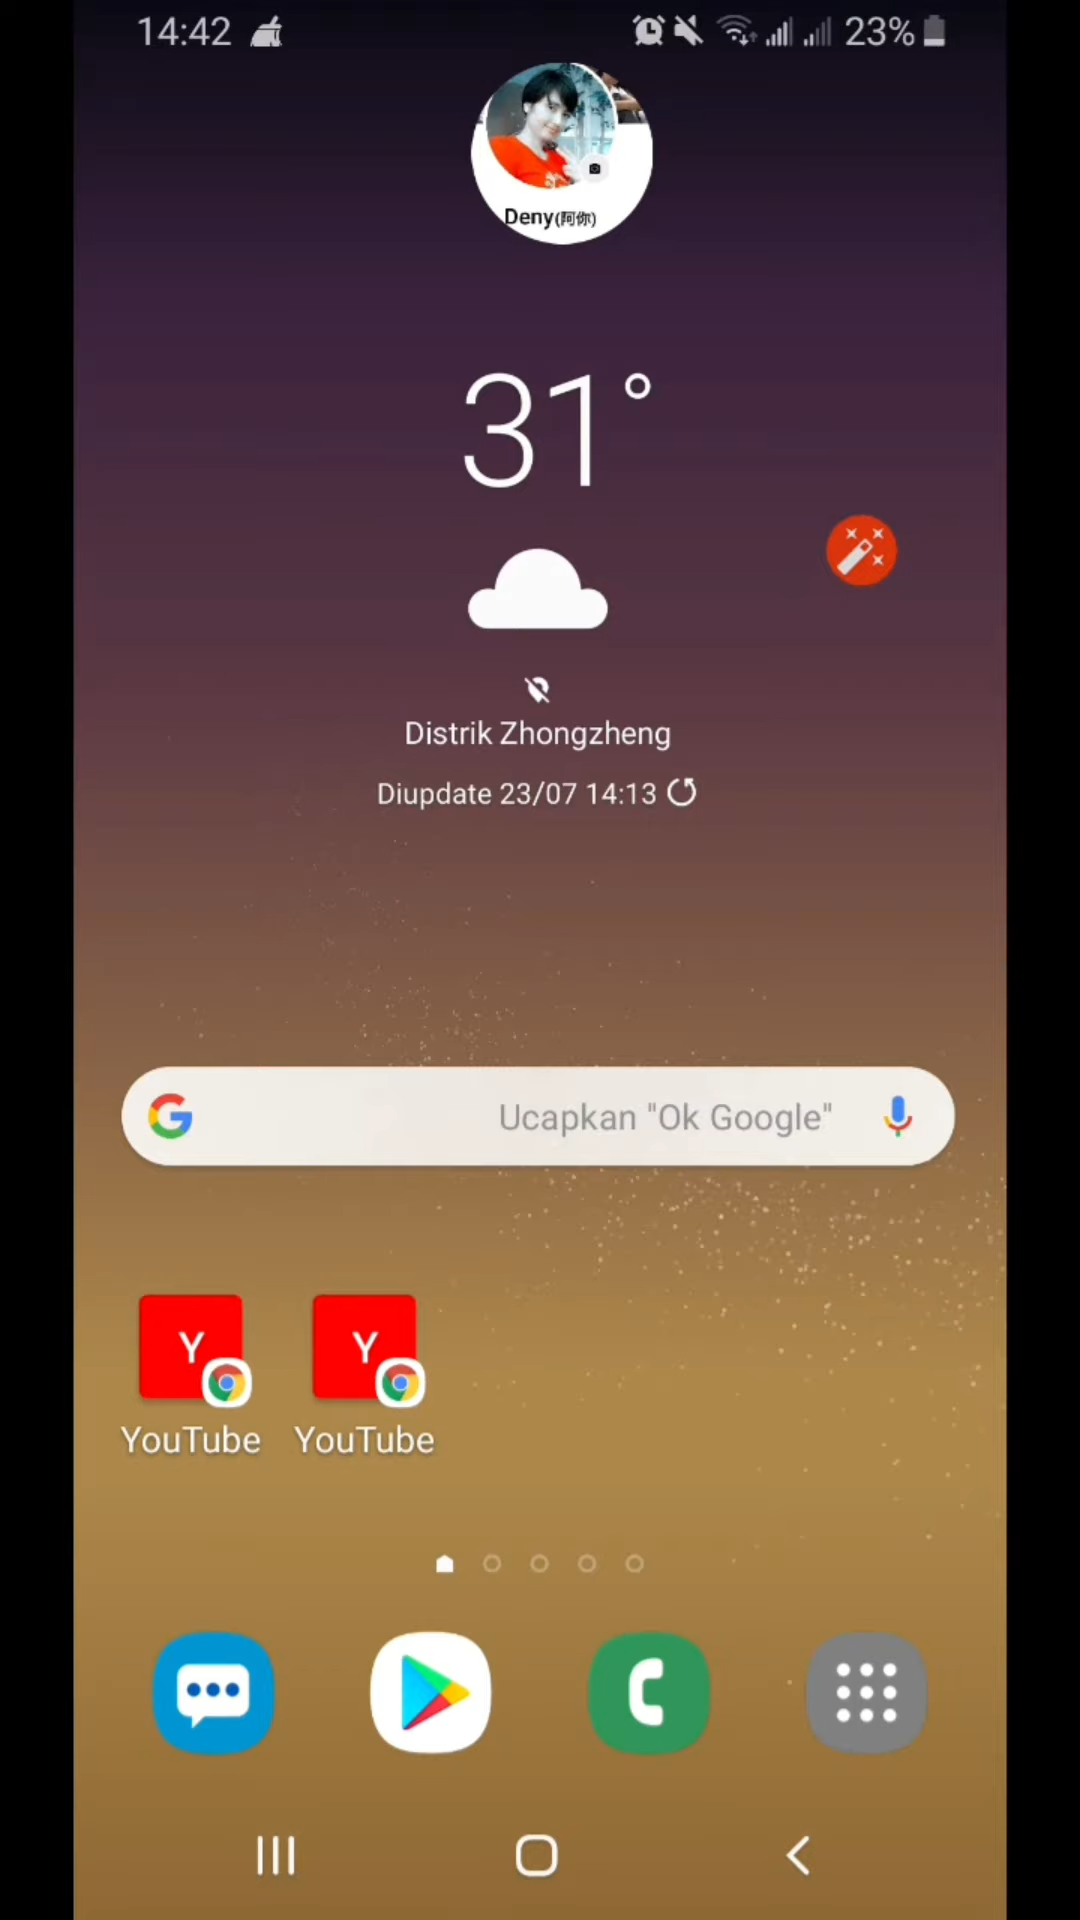 14:42
23%
Deny(阿你)
31°
Distrik Zhongzheng
Diupdate 23/07 14:13
Ucapkan "Ok Google"
Y Y
YouTube YouTube